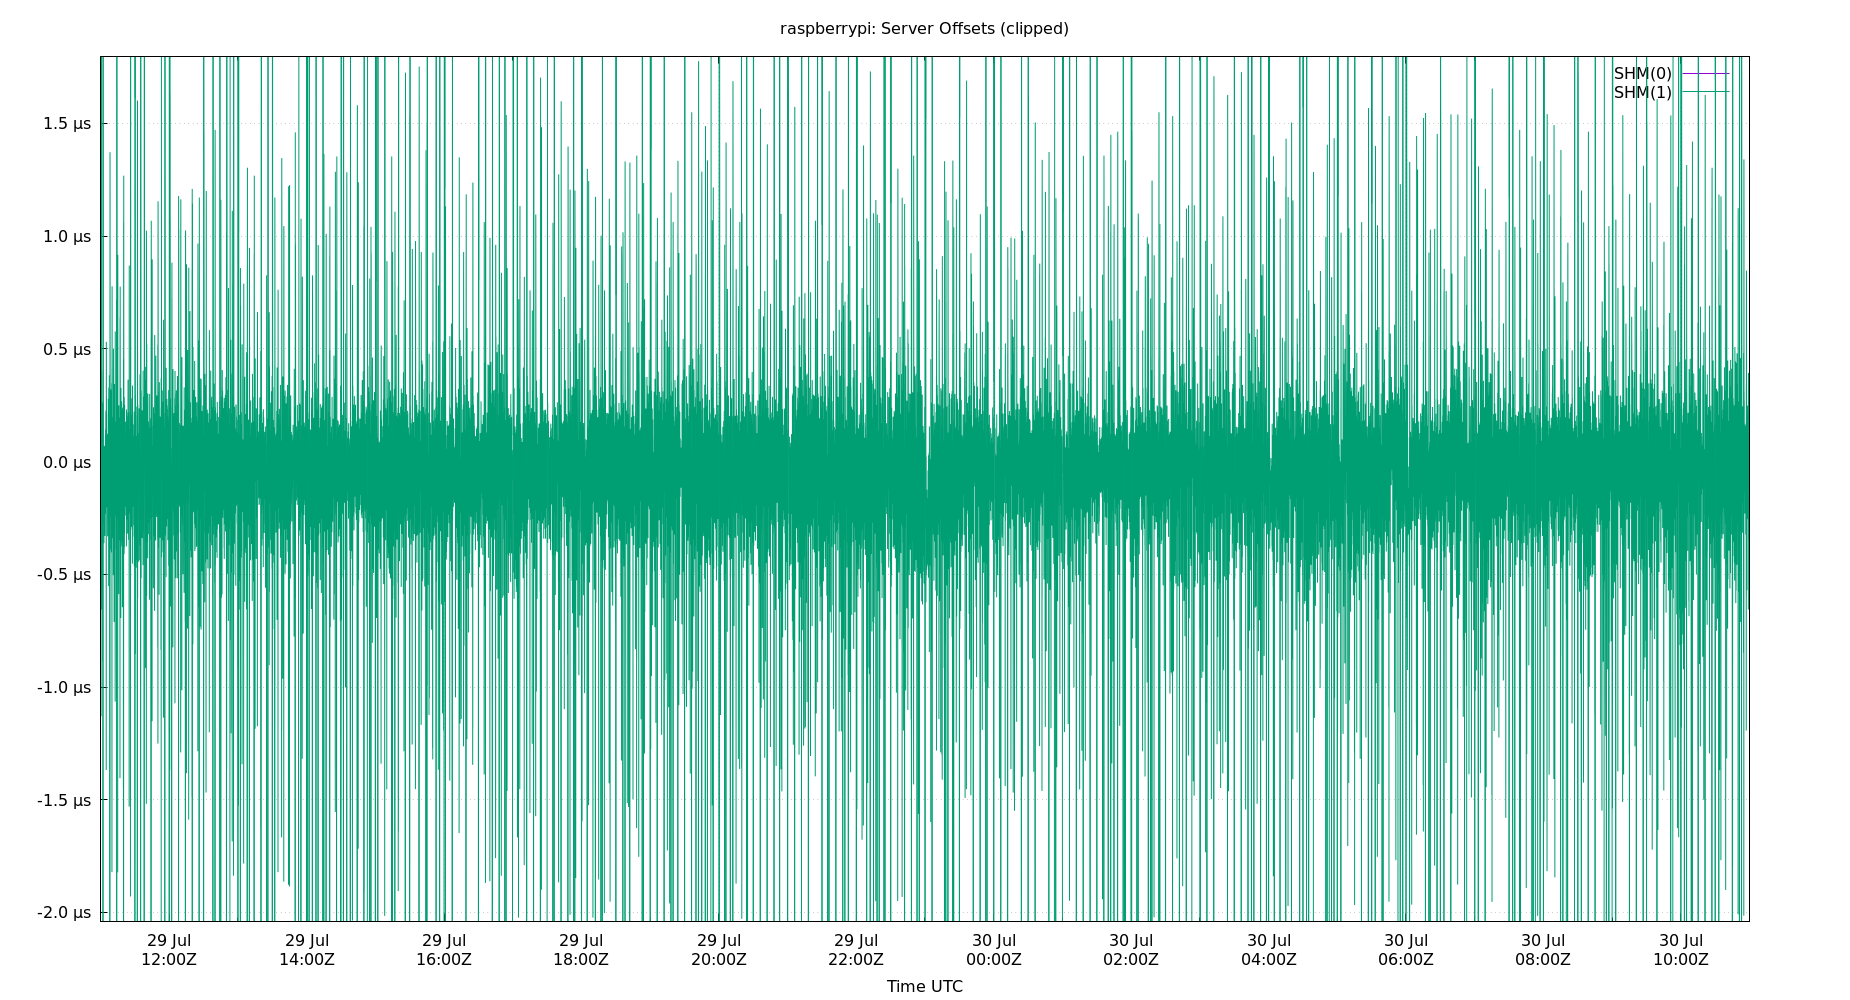 raspberrypi: Server Offsets (clipped)
SHM(0)
SHM(1)
1.5 µs
1.0 µs
0.5 µs
0.0 µs
-0.5 µs
-1.0 µs
-1.5 µs
-2.0 µs
29 Jul 29 Jul 29 Jul 29 Jul 29 Jul 29 Jul 30 Jul 30 Jul 30 Jul 30 Jul 30 Jul 30 Jul
12:00Z 14:00Z 16:00Z 18:00Z 20:00Z 22:00Z 00:00Z 02:00Z 04:00Z 06:00Z 08:00Z 10:00Z
Time UTC